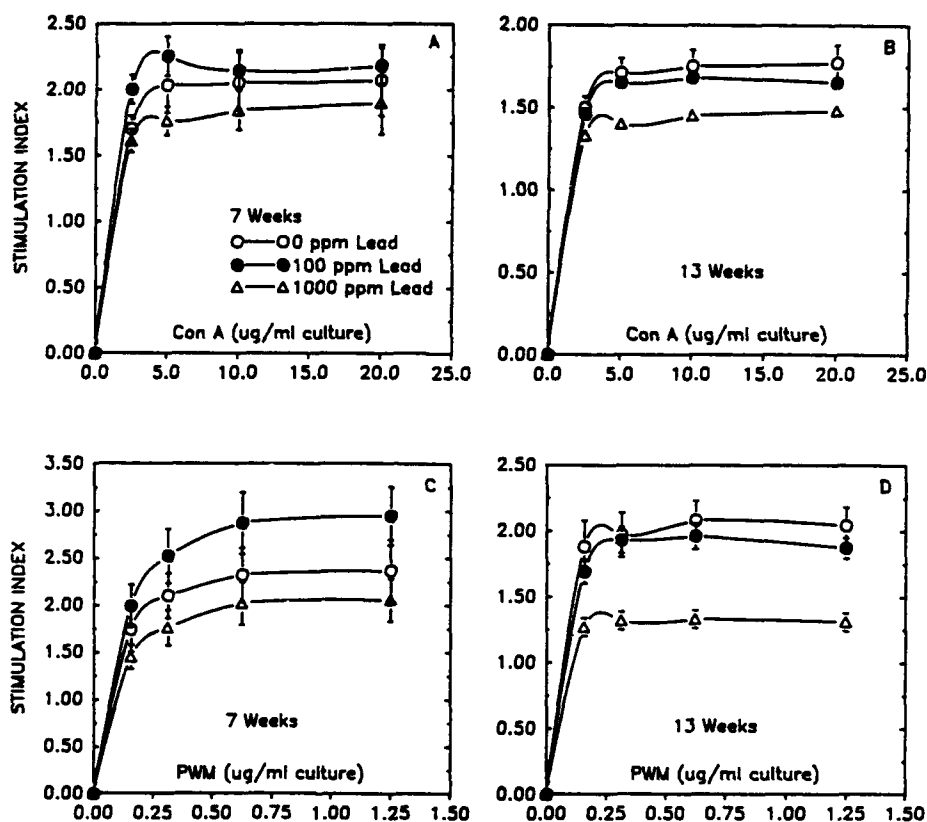 A
STIMULATION INDEX
2.50
2.00
1.50
1.00
0.50
0.00
7 Weeks
0 ppm Lead
100 ppm Lead
1000 ppm Lead
Con A (ug/ml culture)
0.0 5.0 10.0 15.0 20.0 25.0
B
2.00
1.50
1.00
0.50
0.00
13 Weeks
Con A (ug/ml culture)
0.0 5.0 10.0 15.0 20.0 25.0
C
STIMULATION INDEX
3.50
3.00
2.50
2.00
1.50
1.00
0.50
0.00
7 Weeks
PWM (ug/ml culture)
0.00 0.25 0.50 0.75 1.00 1.25 1.50
D
2.50
2.00
1.50
1.00
0.50
0.00
13 Weeks
PWM (ug/ml culture)
0.00 0.25 0.50 0.75 1.00 1.25 1.50